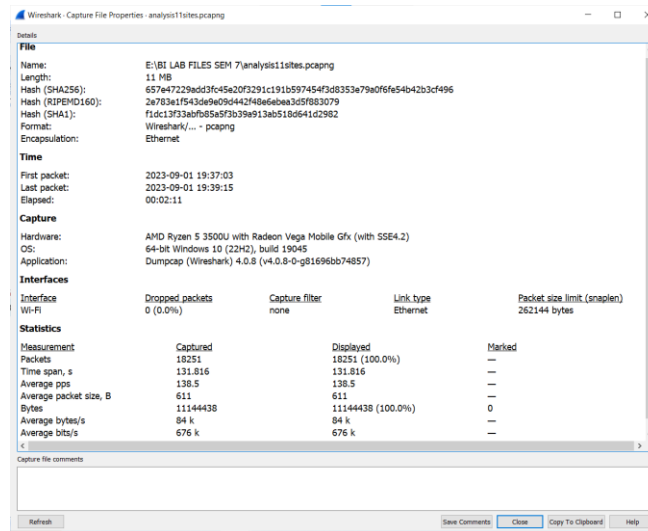 Wireshark · Capture File Properties · analysis11sites.pcapng
Details
File
Name: E:\BI LAB FILES SEM 7\analysis11sites.pcapng
Length: 11 MB
Hash (SHA256): 657e47229add3fc45e20f3291c191b597454f3d8353e79a0f6fe54b42b3cf496
Hash (RIPEMD160): 2e783e1f543de9e09d442f48e6ebea3d5f883079
Hash (SHA1): f1dc13f33abfb85a5f3b39a913ab518d641d2982
Format: Wireshark/... - pcapng
Encapsulation: Ethernet
Time
First packet: 2023-09-01 19:37:03
Last packet: 2023-09-01 19:39:15
Elapsed: 00:02:11
Capture
Hardware: AMD Ryzen 5 3500U with Radeon Vega Mobile Gfx (with SSE4.2)
OS: 64-bit Windows 10 (22H2), build 19045
Application: Dumpcap (Wireshark) 4.0.8 (v4.0.8-0-g81696bb74857)
Interfaces
Interface Dropped packets Capture filter Link type Packet size limit (snaplen)
Wi-Fi 0 (0.0%) none Ethernet 262144 bytes
Statistics
Measurement Captured Displayed Marked
Packets 18251 18251 (100.0%) —
Time span, s 131.816 131.816 —
Average pps 138.5 138.5 —
Average packet size, B 611 611 —
Bytes 11144438 11144438 (100.0%) 0
Average bytes/s 84 k 84 k —
Average bits/s 676 k 676 k —
Capture file comments
Refresh Save Comments Close Copy To Clipboard Help